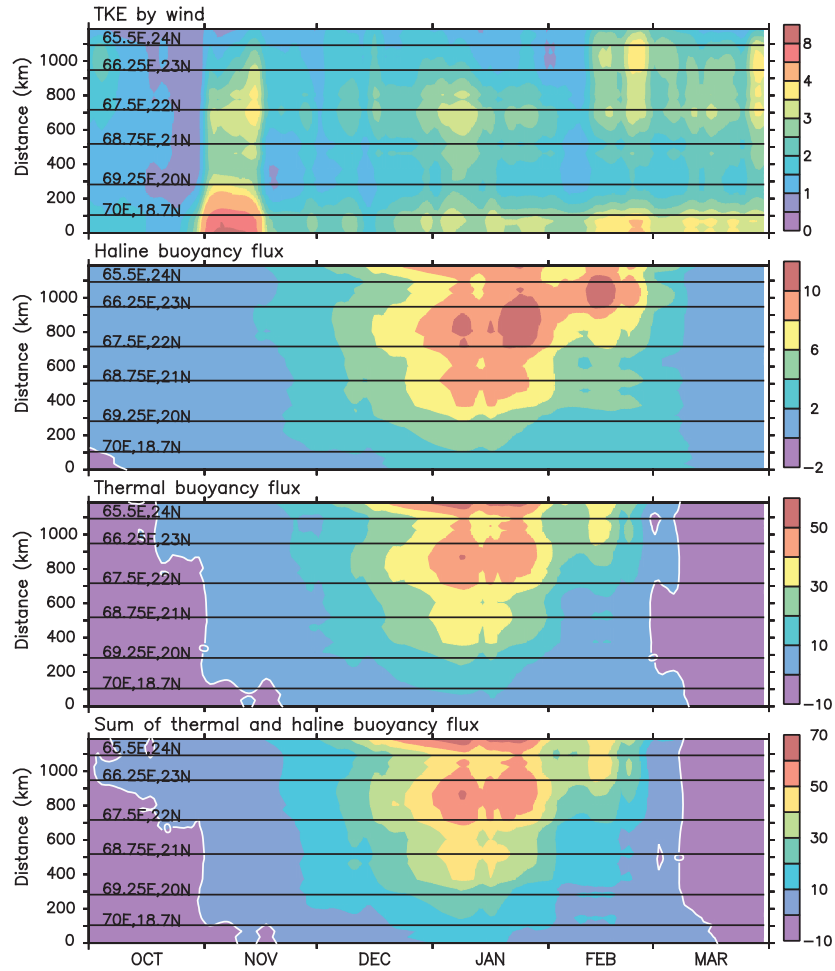 TKE by wind
65.5E,24N
66.25E,23N
67.5E,22N
68.75E,21N
69.25E,20N
70E,18.7N
Distance (km)
1000
800
600
400
200
0
8
4
3
2
1
0
Haline buoyancy flux
65.5E,24N
66.25E,23N
67.5E,22N
68.75E,21N
69.25E,20N
70E,18.7N
Distance (km)
1000
800
600
400
200
0
10
6
2
−2
Thermal buoyancy flux
65.5E,24N
66.25E,23N
67.5E,22N
68.75E,21N
69.25E,20N
70E,18.7N
Distance (km)
1000
800
600
400
200
0
50
30
10
−10
Sum of thermal and haline buoyancy flux
65.5E,24N
66.25E,23N
67.5E,22N
68.75E,21N
69.25E,20N
70E,18.7N
Distance (km)
1000
800
600
400
200
0
70
50
30
10
−10
OCT NOV DEC JAN FEB MAR